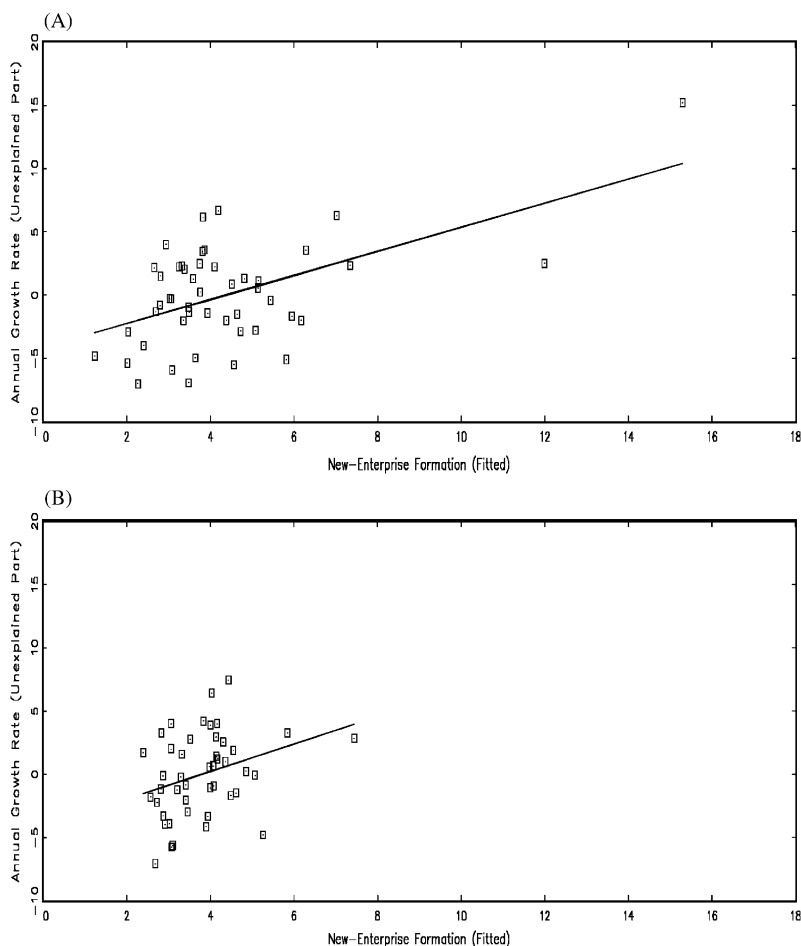 (A)
Annual Growth Rate (Unexplained Part)
20
15
10
5
0
-5
-10
0 2 4 6 8 10 12 14 16 18
New-Enterprise Formation (Fitted)
(B)
Annual Growth Rate (Unexplained Part)
20
15
10
5
0
-5
-10
0 2 4 6 8 10 12 14 16 18
New-Enterprise Formation (Fitted)